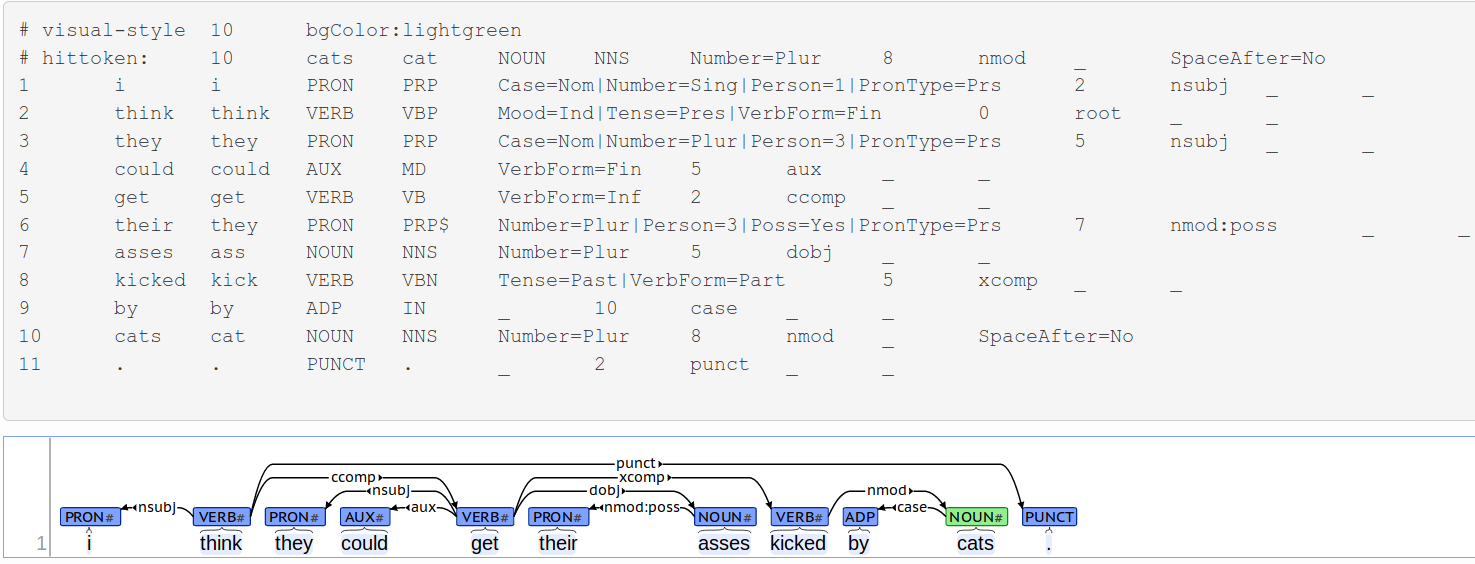 # visual-style 10 bgColor:lightgreen
# hittoken: 10 cats cat NOUN NNS Number=Plur 8 nmod _ SpaceAfter=No
1 i i PRON PRP Case=Nom|Number=Sing|Person=1|PronType=Prs 2 nsubj _ _
2 think think VERB VBP Mood=Ind|Tense=Pres|VerbForm=Fin 0 root _ _
3 they they PRON PRP Case=Nom|Number=Plur|Person=3|PronType=Prs 5 nsubj _ _
4 could could AUX MD VerbForm=Fin 5 aux _ _
5 get get VERB VB VerbForm=Inf 2 ccomp _ _
6 their they PRON PRP$ Number=Plur|Person=3|Poss=Yes|PronType=Prs 7 nmod:poss _ _
7 asses ass NOUN NNS Number=Plur 5 dobj _ _
8 kicked kick VERB VBN Tense=Past|VerbForm=Part 5 xcomp _ _
9 by by ADP IN _ 10 case _ _
10 cats cat NOUN NNS Number=Plur 8 nmod _ SpaceAfter=No
11 . . PUNCT . _ 2 punct _ _
punct
ccomp xcomp
nsubj dobj nmod
nsubj aux nmod:poss case
PRON# VERB# PRON# AUX# VERB# PRON# NOUN# VERB# ADP NOUN# PUNCT
1 i think they could get their asses kicked by cats .